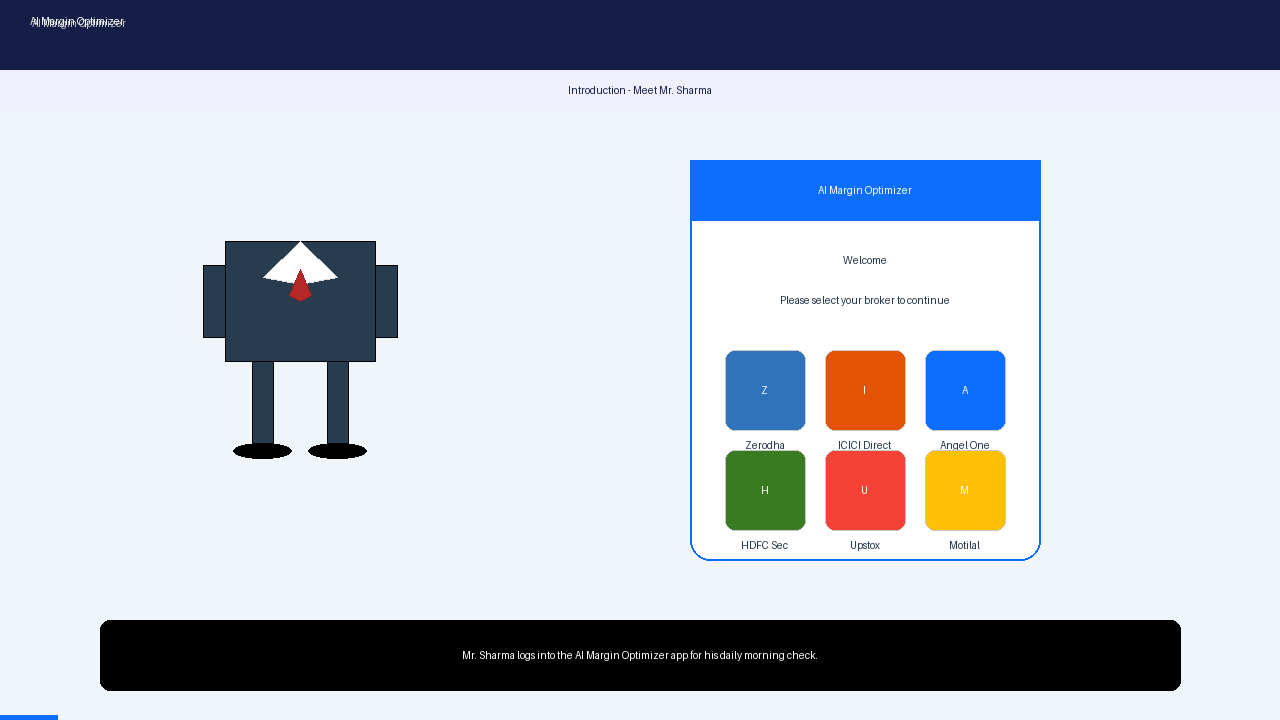 AI Margin Optimizer
Introduction - Meet Mr. Sharma
AI Margin Optimizer
Welcome
Please select your broker to continue
Z I A
Zerodha ICICI Direct Angel One
H U M
HDFC Sec Upstox Motilal
Mr. Sharma logs into the AI Margin Optimizer app for his daily morning check.